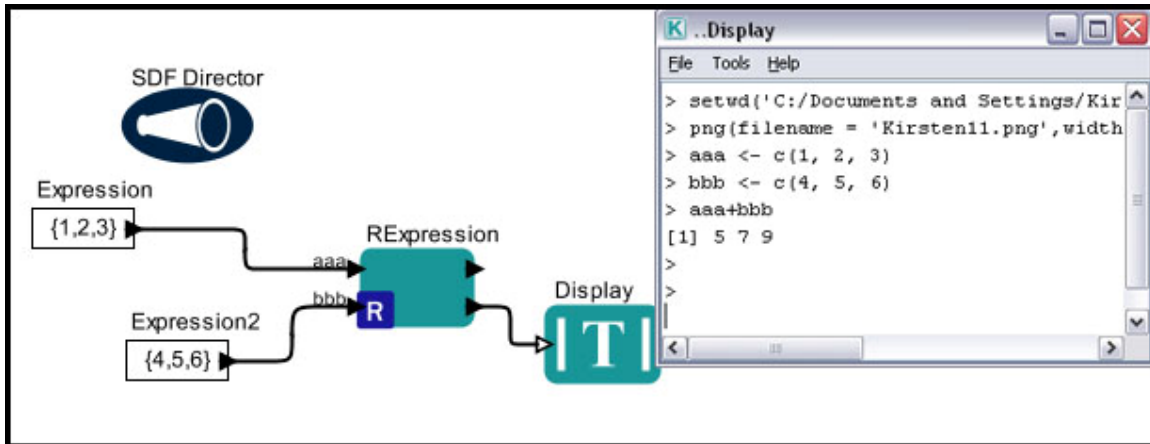 SDF Director
Expression
{1,2,3}
RExpression
aaa
bbb
R
Expression2
{4,5,6}
Display
T
K ..Display
File Tools Help
> setwd('C:/Documents and Settings/Kir
> png(filename = 'Kirsten11.png',width
> aaa <- c(1, 2, 3)
> bbb <- c(4, 5, 6)
> aaa+bbb
[1] 5 7 9
>
>